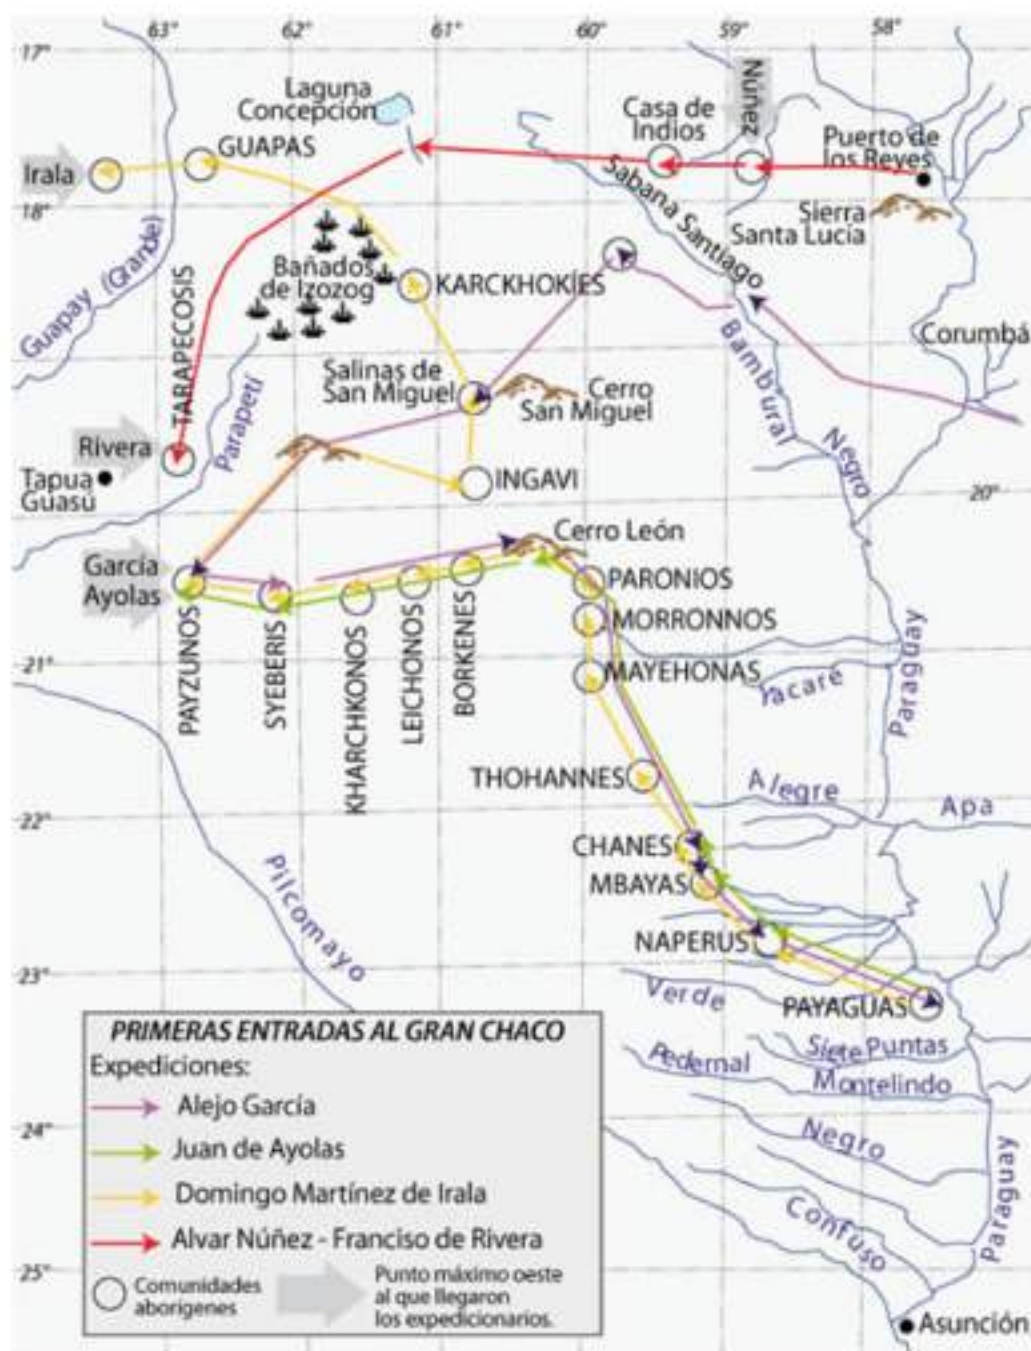 63°
62°
61°
60°
59°
58°
17°
Laguna
Concepción
Casa de
Indios
Núñez
Puerto de
los Reyes
GUAPAS
Irala
18°
Sabana Santiago
Sierra
Santa Lucía
Bañados
de Izozog
KARCKHOKÍES
Guapay (Grande)
TARAPECOSIS
Corumbá
Salinas de
San Miguel
Cerro
San Miguel
Bambural
Parapetí
Negro
Rivera
Tapua
Guasú
INGAVI
20°
García
Ayolas
Cerro León
PARONIOS
MORRONNOS
MAYEHONAS
PAYZUNOS
SYEBERIS
KHARCHKONOS
LEICHONOS
BORKENES
21°
Yacaré
Paraguay
THOHANNES
Alegre
Apa
22°
CHANES
MBAYAS
Pilcomayo
NAPERUS
23°
Verde
PAYAGUAS
Siete Puntas
Pedernal
Montelindo
Negro
Confuso
Paraguay
Asunción
24°
25°
PRIMERAS ENTRADAS AL GRAN CHACO
Expediciones:
Alejo García
Juan de Ayolas
Domingo Martínez de Irala
Alvar Núñez - Franciso de Rivera
Comunidades
aborígenes
Punto máximo oeste
al que llegaron
los expedicionarios.